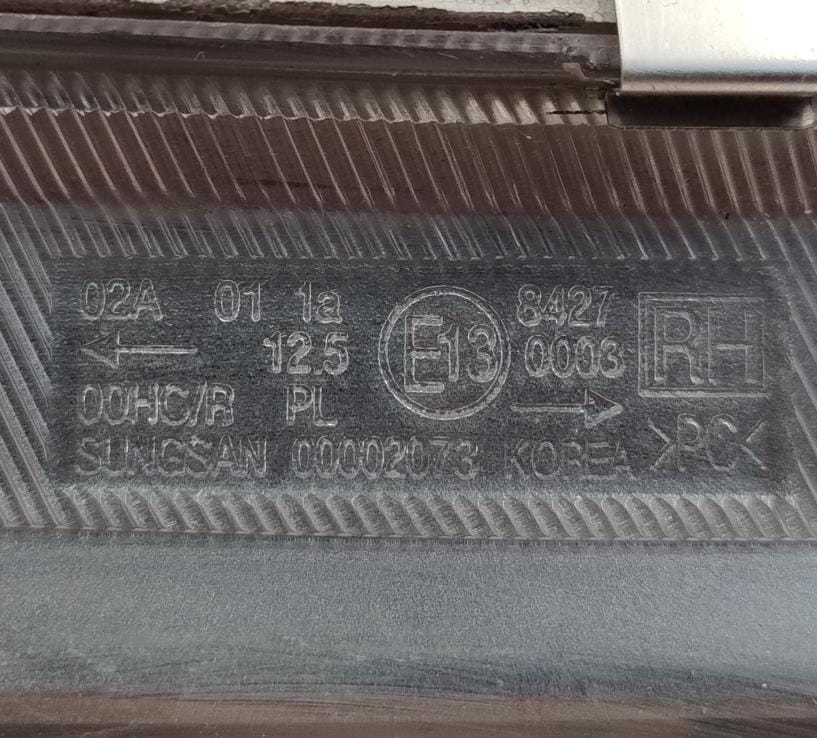 02A 01 1a E13 8427 RH
← 12.5 0003
00HC/R PL →
SUNGSAN 00002073 KOREA >PC<